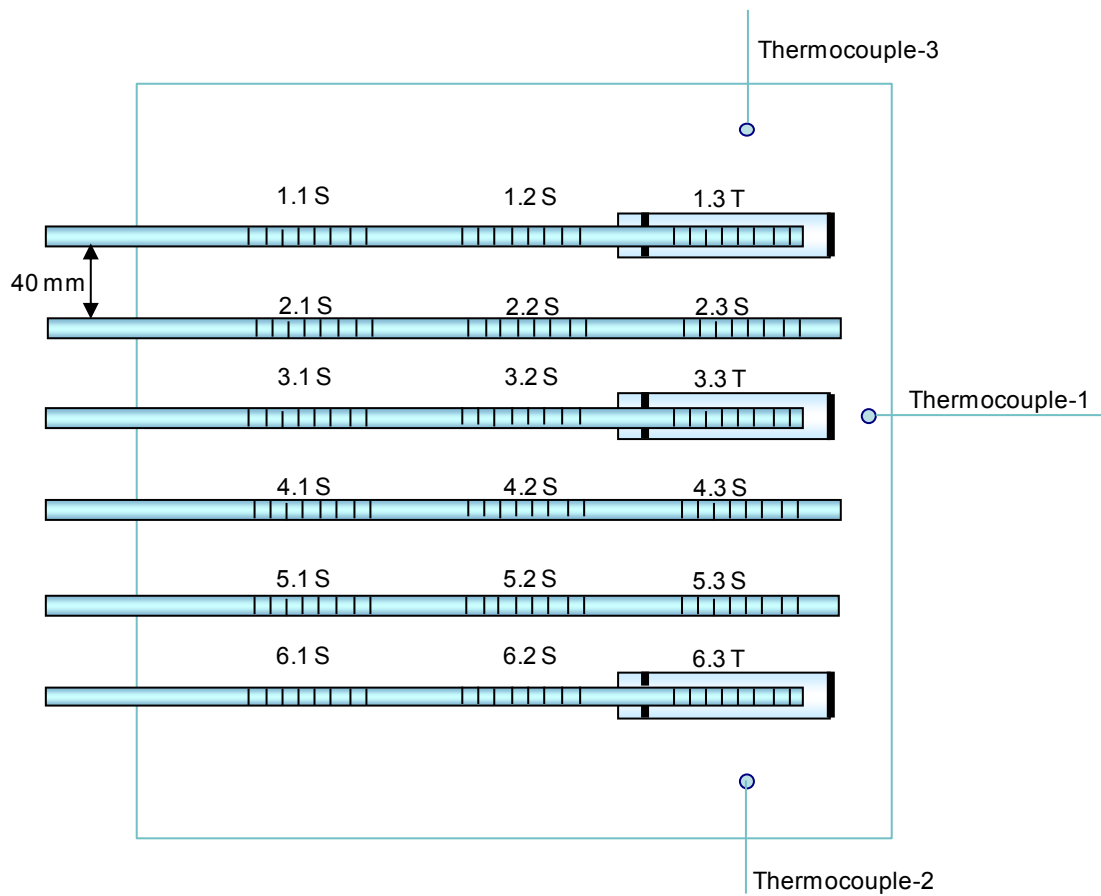 Thermocouple-3
1.1 S 1.2 S 1.3 T
40 mm
2.1 S 2.2 S 2.3 S
3.1 S 3.2 S 3.3 T
Thermocouple-1
4.1 S 4.2 S 4.3 S
5.1 S 5.2 S 5.3 S
6.1 S 6.2 S 6.3 T
Thermocouple-2